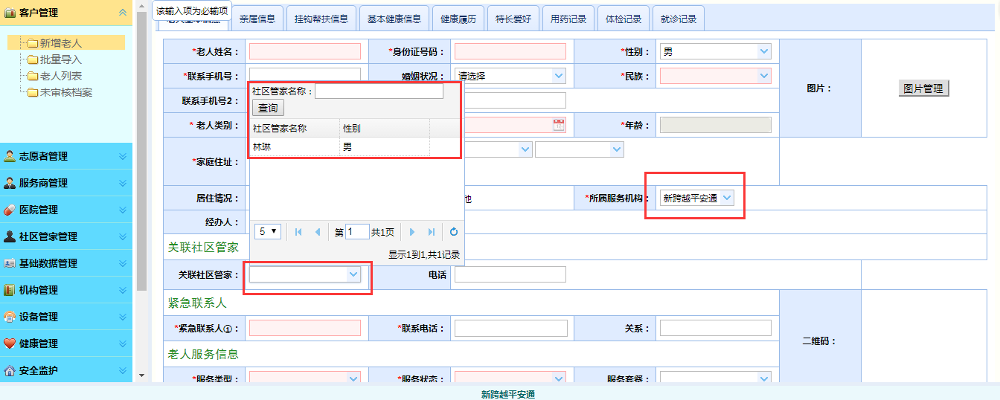 客户管理
新增老人
批量导入
老人列表
未审核档案
志愿者管理
服务商管理
医院管理
社区管家管理
基础数据管理
机构管理
设备管理
健康管理
安全监护
该输入项为必输项
老人基本信息 亲属信息 挂钩帮扶信息 基本健康信息 健康履历 特长爱好 用药记录 体检记录 就诊记录
*老人姓名： *身份证号码： *性别： 男
*联系手机号： 婚姻状况： 请选择 *民族： 图片： 图片管理
联系手机号2：
* 老人类别： *年龄：
*家庭住址：
居住情况： 他 *所属服务机构： 新跨越平安通
经办人：
社区管家名称：
查询
社区管家名称 性别
林琳 男
5 第 1 共1页
显示1到1,共1记录
关联社区管家
关联社区管家： 电话
紧急联系人
*紧急联系人①： *联系电话： 关系： 二维码：
老人服务信息
*服务类型： *服务状态： 服务套餐：
新跨越平安通